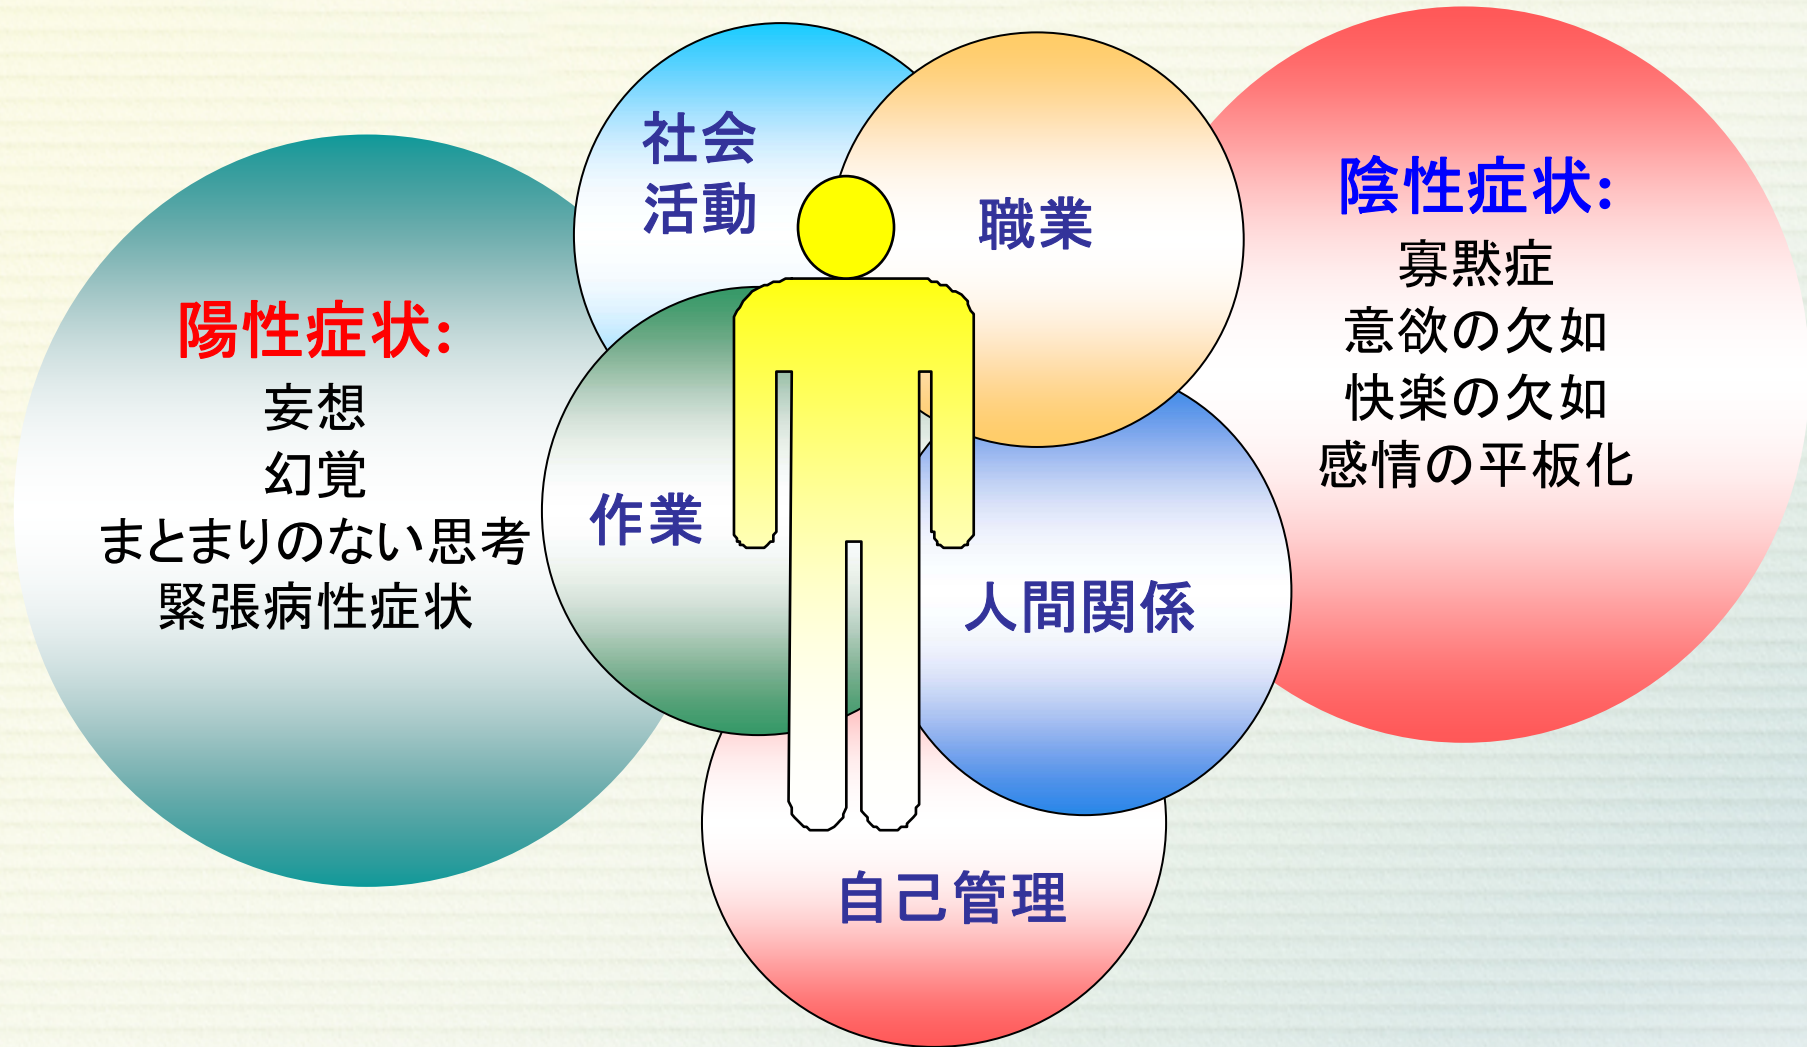 陽性症状:
妄想
幻覚
まとまりのない思考
緊張病性症状
社会
活動
職業
作業
人間関係
自己管理
陰性症状:
寡黙症
意欲の欠如
快楽の欠如
感情の平板化